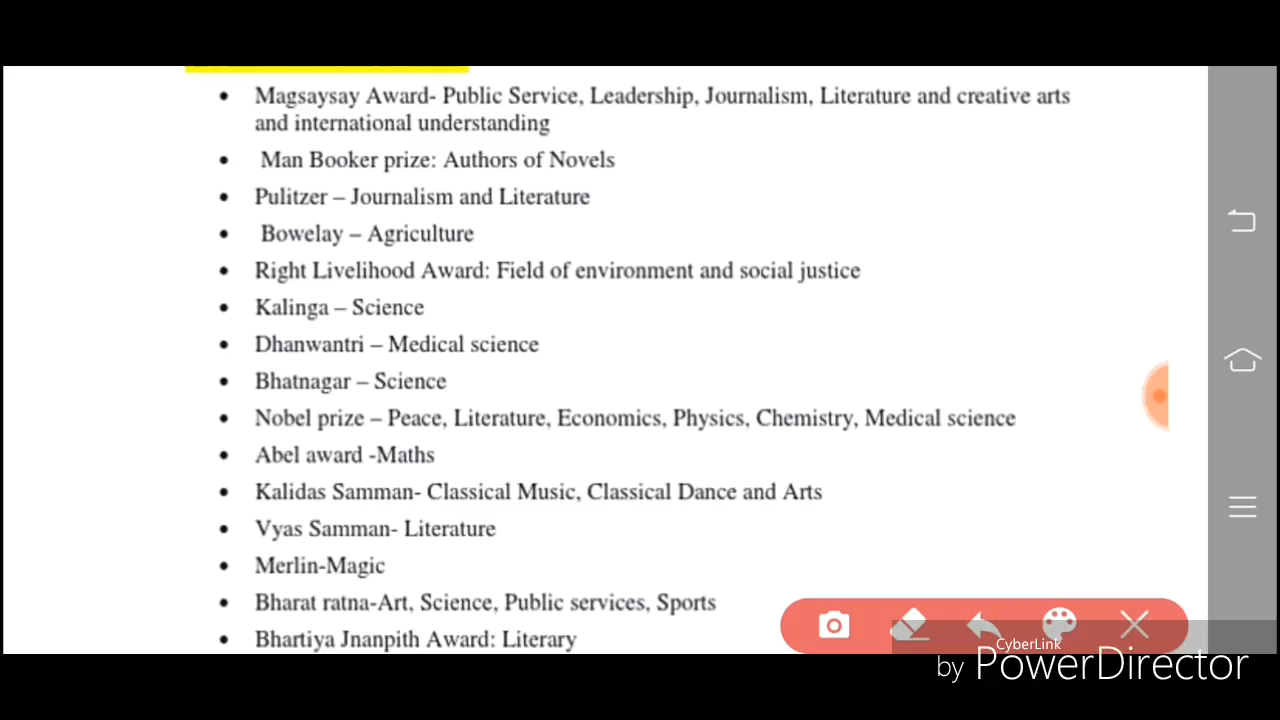 • Magsaysay Award- Public Service, Leadership, Journalism, Literature and creative arts
and international understanding
• Man Booker prize: Authors of Novels
• Pulitzer – Journalism and Literature
• Bowelay – Agriculture
• Right Livelihood Award: Field of environment and social justice
• Kalinga – Science
• Dhanwantri – Medical science
• Bhatnagar – Science
• Nobel prize – Peace, Literature, Economics, Physics, Chemistry, Medical science
• Abel award -Maths
• Kalidas Samman- Classical Music, Classical Dance and Arts
• Vyas Samman- Literature
• Merlin-Magic
• Bharat ratna-Art, Science, Public services, Sports
• Bhartiya Jnanpith Award: Literary
CyberLink
by PowerDirector